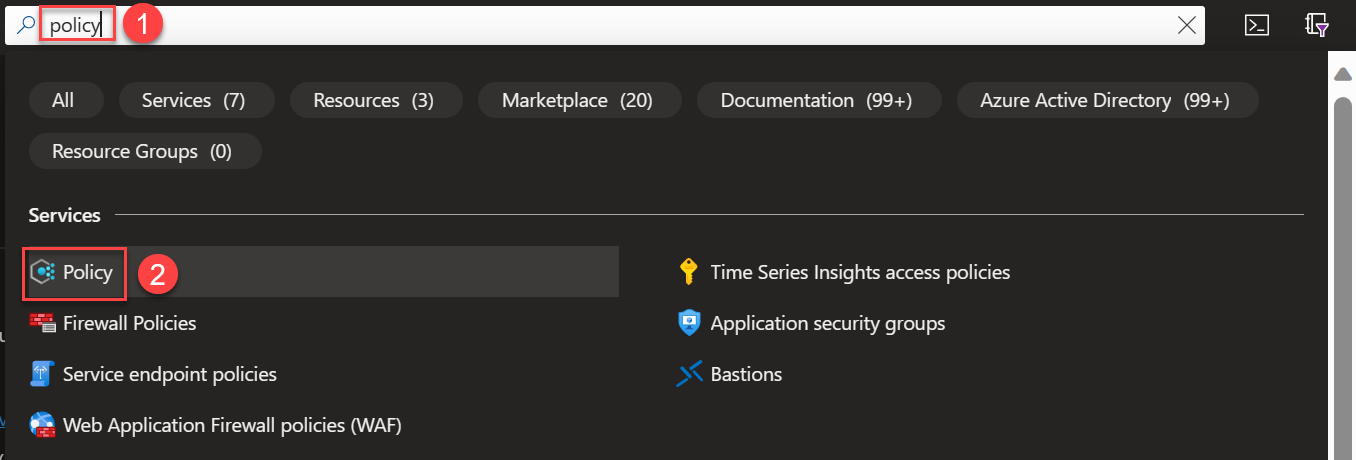 policy 1
All Services (7) Resources (3) Marketplace (20) Documentation (99+) Azure Active Directory (99+)
Resource Groups (0)
Services
Policy 2 Time Series Insights access policies
Firewall Policies Application security groups
Service endpoint policies Bastions
Web Application Firewall policies (WAF)